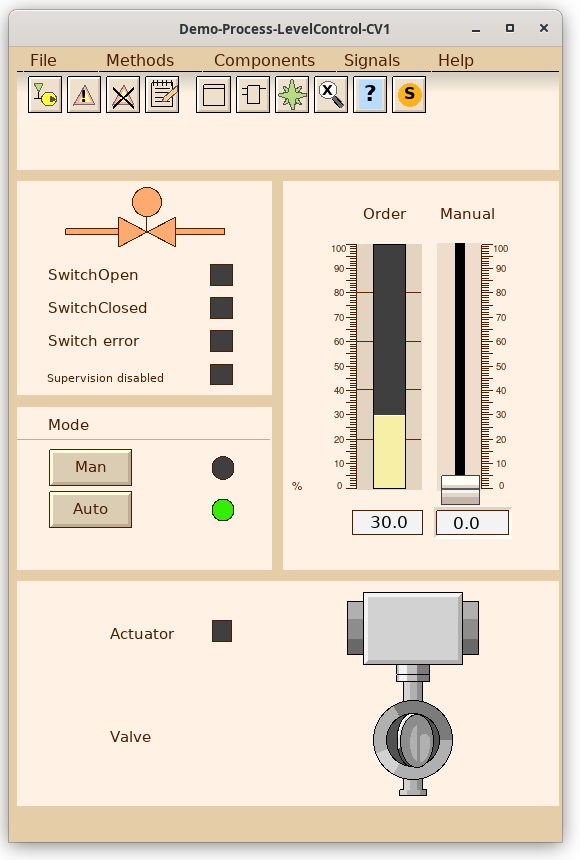 Demo-Process-LevelControl-CV1
File Methods Components Signals Help
! X ? S
Order Manual
SwitchOpen
SwitchClosed
Switch error
Supervision disabled
100 100
90 90
80 80
70 70
60 60
50 50
40 40
30 30
20 20
10 10
% 0 0
30.0 0.0
Mode
Man
Auto
Actuator
Valve